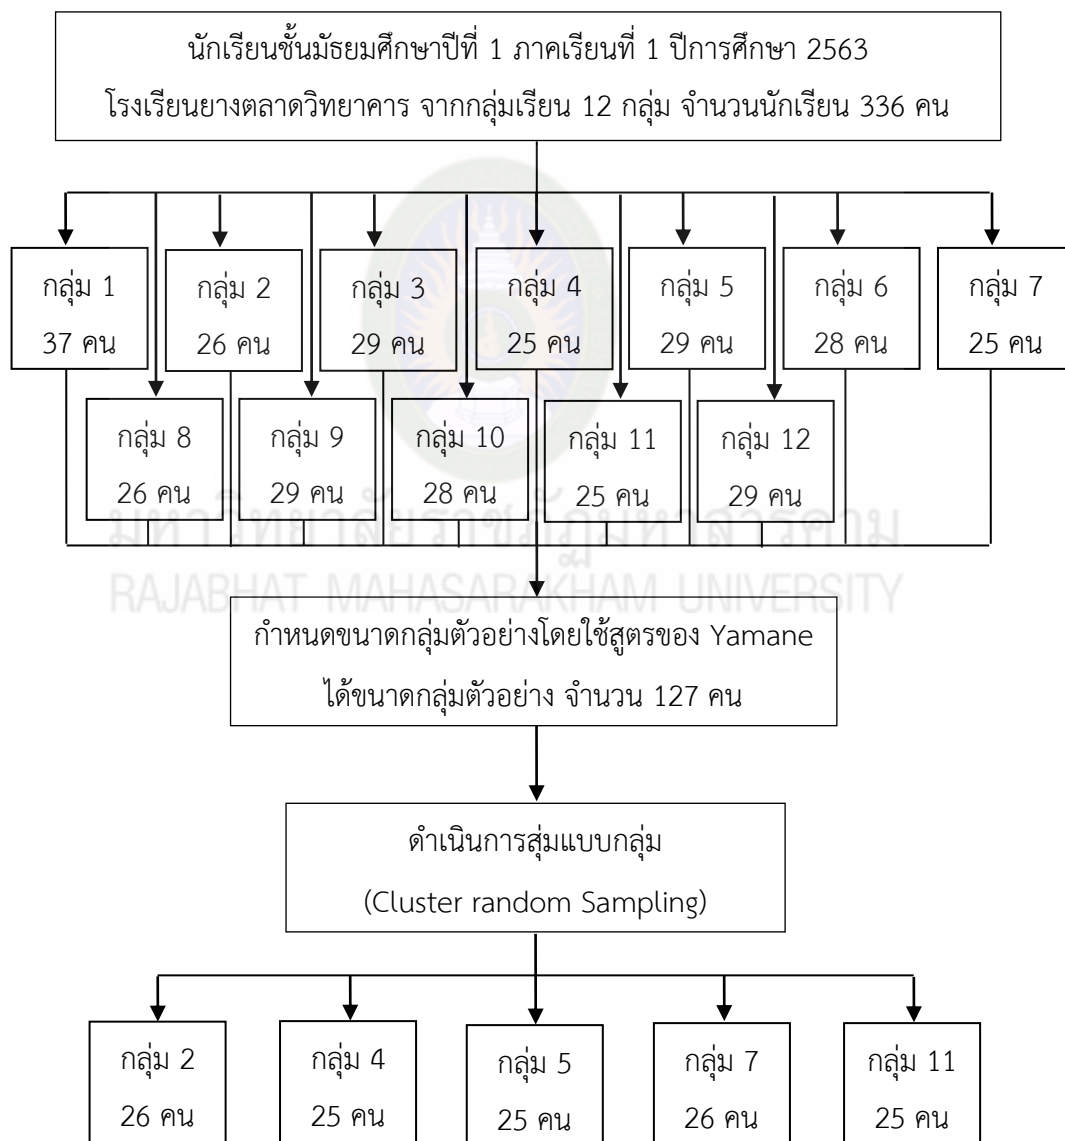 นักเรียนชั้นมัธยมศึกษาปีที่ 1 ภาคเรียนที่ 1 ปีการศึกษา 2563
โรงเรียนยางตลาดวิทยาคาร จากกลุ่มเรียน 12 กลุ่ม จำนวนนักเรียน 336 คน
กลุ่ม 1
37 คน
กลุ่ม 2
26 คน
กลุ่ม 3
29 คน
กลุ่ม 4
25 คน
กลุ่ม 5
29 คน
กลุ่ม 6
28 คน
กลุ่ม 7
25 คน
กลุ่ม 8
26 คน
กลุ่ม 9
29 คน
กลุ่ม 10
28 คน
กลุ่ม 11
25 คน
กลุ่ม 12
29 คน
มหาวิทยาลัยราชภัฏมหาสารคาม
RAJABHAT MAHASARAKHAM UNIVERSITY
กำหนดขนาดกลุ่มตัวอย่างโดยใช้สูตรของ Yamane
ได้ขนาดกลุ่มตัวอย่าง จำนวน 127 คน
ดำเนินการสุ่มแบบกลุ่ม
(Cluster random Sampling)
กลุ่ม 2
26 คน
กลุ่ม 4
25 คน
กลุ่ม 5
25 คน
กลุ่ม 7
26 คน
กลุ่ม 11
25 คน